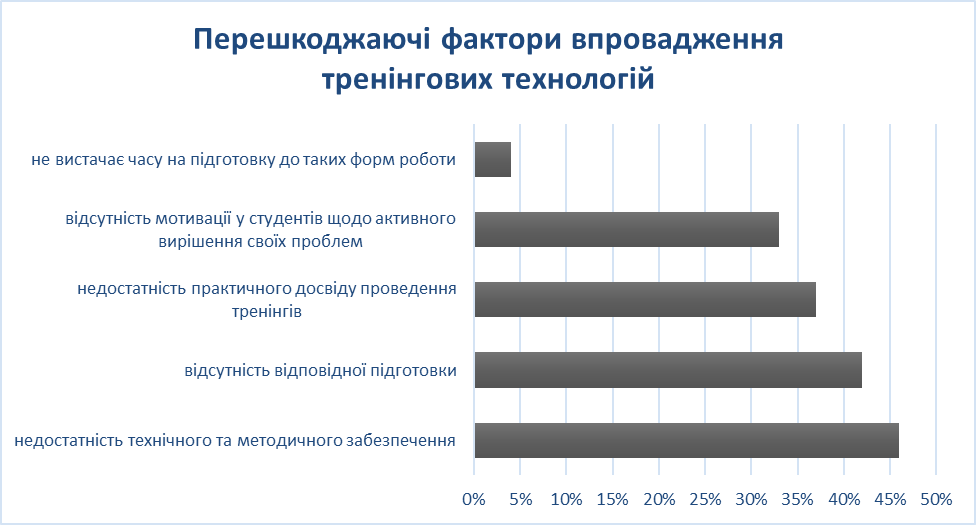 Перешкоджаючі фактори впровадження
тренінгових технологій
не вистачає часу на підготовку до таких форм роботи
відсутність мотивації у студентів щодо активного
вирішення своїх проблем
недостатність практичного досвіду проведення
тренінгів
відсутність відповідної підготовки
недостатність технічного та методичного забезпечення
0% 5% 10% 15% 20% 25% 30% 35% 40% 45% 50%